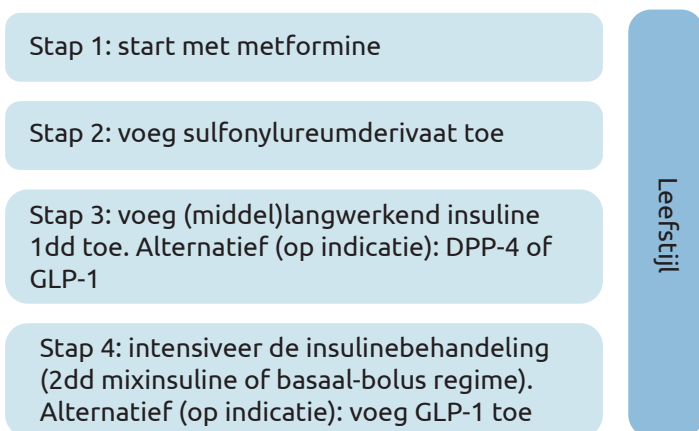 Stap 1: start met metformine
Stap 2: voeg sulfonylureumderivaat toe
Stap 3: voeg (middel)langwerkend insuline
1dd toe. Alternatief (op indicatie): DPP-4 of
GLP-1
Stap 4: intensiveer de insulinebehandeling
(2dd mixinsuline of basaal-bolus regime).
Alternatief (op indicatie): voeg GLP-1 toe
Leefstijl